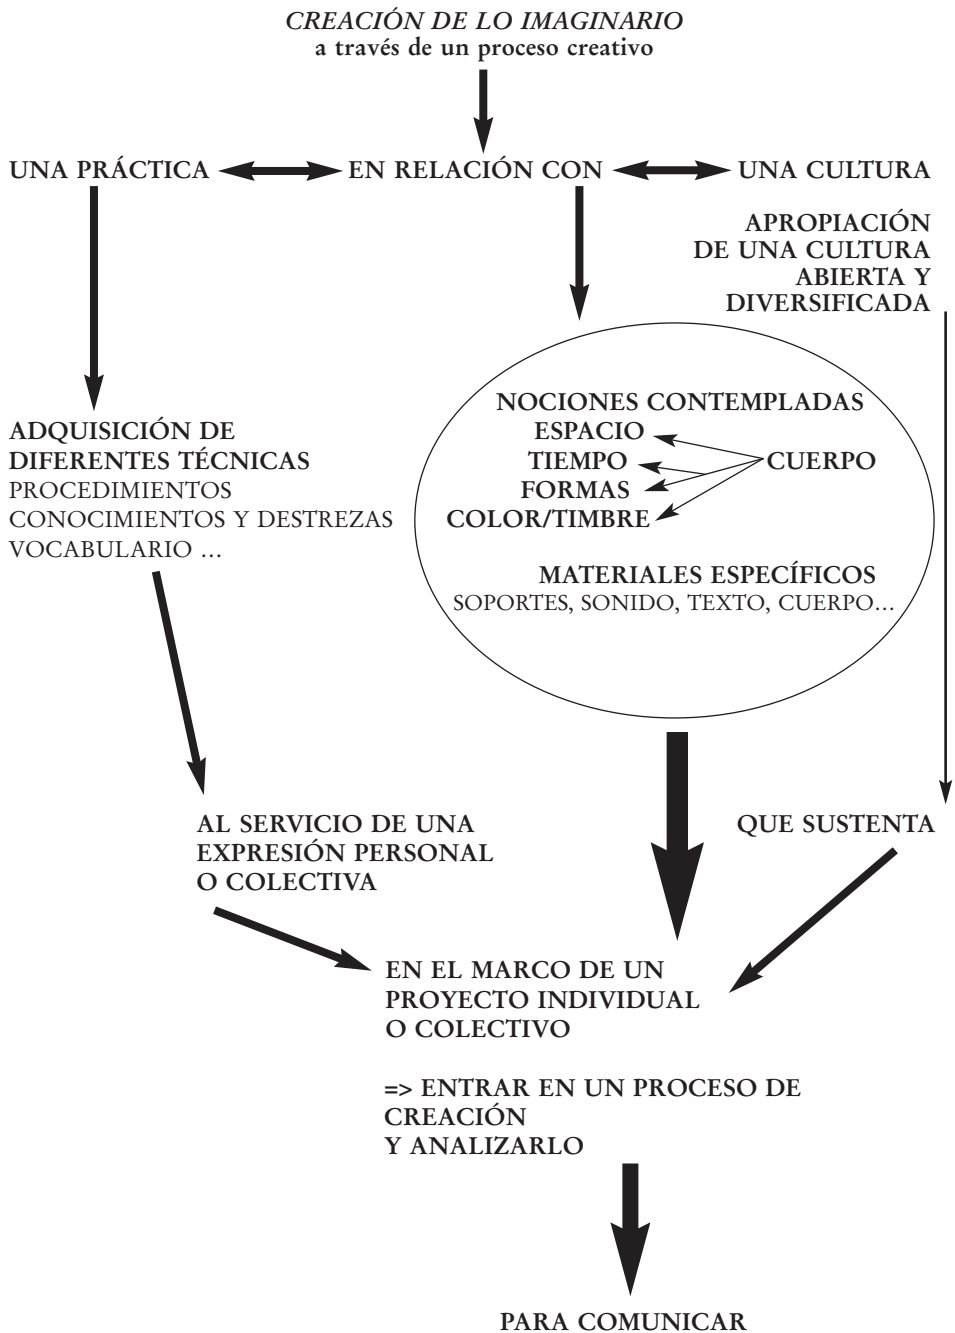 CREACIÓN DE LO IMAGINARIO
a través de un proceso creativo
UNA PRÁCTICA
EN RELACIÓN CON
UNA CULTURA
APROPIACIÓN
DE UNA CULTURA
ABIERTA Y
DIVERSIFICADA
ADQUISICIÓN DE
DIFERENTES TÉCNICAS
PROCEDIMIENTOS
CONOCIMIENTOS Y DESTREZAS
VOCABULARIO ...
NOCIONES CONTEMPLADAS
ESPACIO
TIEMPO
CUERPO
FORMAS
COLOR/TIMBRE
MATERIALES ESPECÍFICOS
SOPORTES, SONIDO, TEXTO, CUERPO...
AL SERVICIO DE UNA
EXPRESIÓN PERSONAL
O COLECTIVA
QUE SUSTENTA
EN EL MARCO DE UN
PROYECTO INDIVIDUAL
O COLECTIVO
=> ENTRAR EN UN PROCESO DE
CREACIÓN
Y ANALIZARLO
PARA COMUNICAR